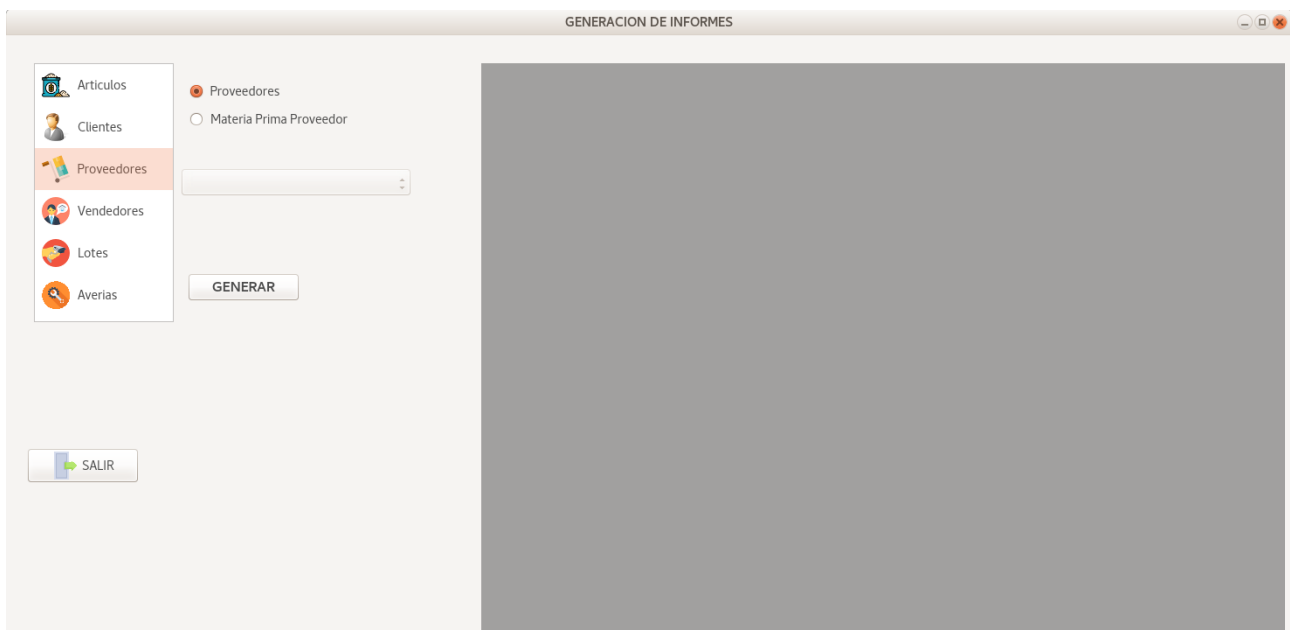 GENERACION DE INFORMES
Articulos
Clientes
Proveedores
Vendedores
Lotes
Averias
Proveedores
Materia Prima Proveedor
GENERAR
SALIR